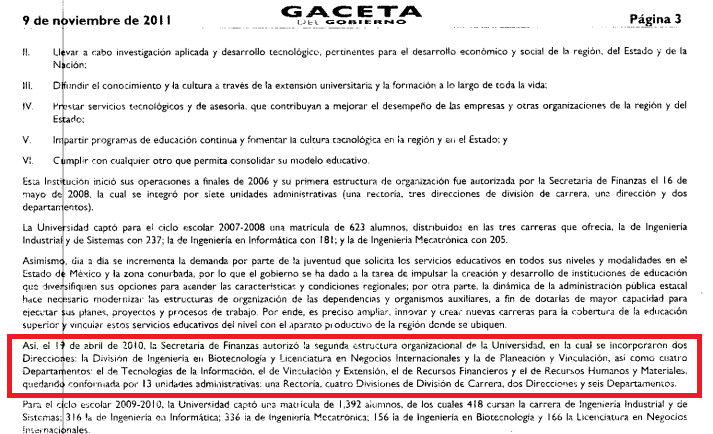 9 de noviembre de 2011
GACETA
DEL GOBIERNO
Página 3
II. Llevar a cabo investigación aplicada y desarrollo tecnológico, pertinentes para el desarrollo económico y social de la región, del Estado y de la
Nación;
III. Difundir el conocimiento y la cultura a través de la extensión universitaria y la formación a lo largo de toda la vida;
IV. Prestar servicios tecnológicos y de asesoría, que contribuyan a mejorar el desempeño de las empresas y otras organizaciones de la región y del
Estado;
V. Impartir programas de educación continua y fomentar la cultura tecnológica en la región y en el Estado; y
VI. Cumplir con cualquier otro que permita consolidar su modelo educativo.
Esta Institución inició sus operaciones a finales de 2006 y su primera estructura de organización fue autorizada por la Secretaría de Finanzas el 16 de
mayo de 2008, la cual se integró por siete unidades administrativas (una rectoría, tres direcciones de división de carrera, una dirección y dos
departamentos).
La Universidad captó para el ciclo escolar 2007-2008 una matrícula de 623 alumnos, distribuidos en las tres carreras que ofrecía, la de Ingeniería
Industrial y de Sistemas con 237; la de Ingeniería en Informática con 181; y la de Ingeniería Mecatrónica con 205.
Asimismo, día a día se incrementa la demanda por parte de la juventud que solicita los servicios educativos en todos sus niveles y modalidades en el
Estado de México y la zona conurbada, por lo que el gobierno se ha dado a la tarea de impulsar la creación y desarrollo de instituciones de educación
que diversifiquen sus opciones para atender las características y condiciones regionales; por otra parte, la dinámica de la administración pública estatal
hace necesario modernizar las estructuras de organización de las dependencias y organismos auxiliares, a fin de dotarlas de mayor capacidad para
ejecutar sus planes, proyectos y procesos de trabajo. Por ende, es preciso ampliar, innovar y crear nuevas carreras para la cobertura de la educación
superior y vincular estos servicios educativos del nivel con el aparato productivo de la región donde se ubiquen.
Así, el 19 de abril de 2010, la Secretaría de Finanzas autorizó la segunda estructura organizacional de la Universidad, en la cual se incorporaron dos
Direcciones: la División de Ingeniería en Biotecnología y Licenciatura en Negocios Internacionales y la de Planeación y Vinculación, así como cuatro
Departamentos: el de Tecnologías de la Información, el de Vinculación y Extensión, el de Recursos Financieros y el de Recursos Humanos y Materiales,
quedando conformada por 13 unidades administrativas: una Rectoría, cuatro Divisiones de División de Carrera, dos Direcciones y seis Departamentos.
Para el ciclo escolar 2009-2010, la Universidad captó una matrícula de 1,392 alumnos, de los cuales 418 cursan la carrera de Ingeniería Industrial y de
Sistemas; 316 la de Ingeniería en Informática; 336 la de Ingeniería Mecatrónica; 156 la de Ingeniería en Biotecnología y 166 la Licenciatura en Negocios
Internacionales.